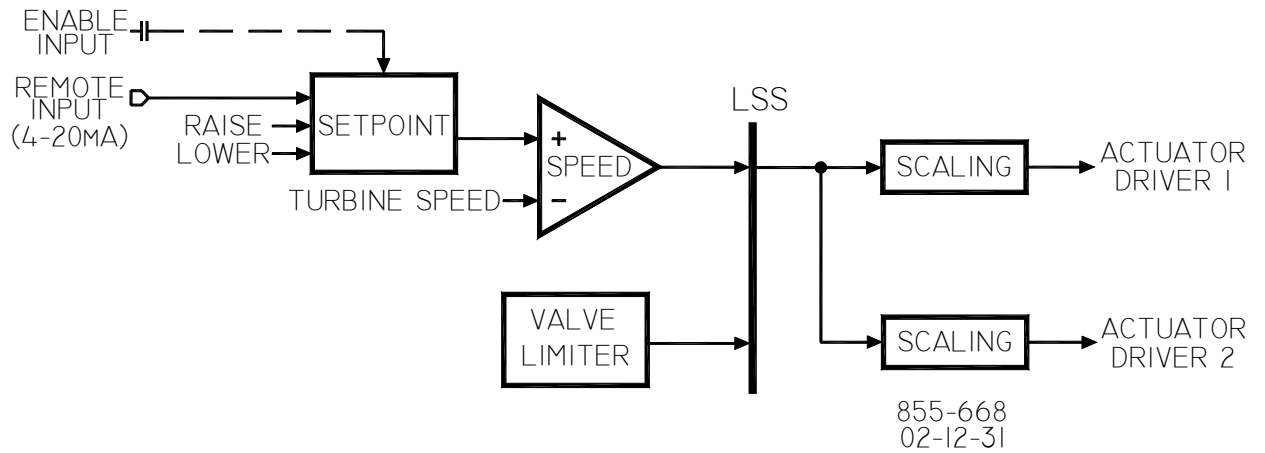 ENABLE
INPUT
REMOTE
INPUT
(4-20MA)
RAISE
LOWER
SETPOINT
TURBINE SPEED
+
SPEED
-
LSS
VALVE
LIMITER
SCALING
ACTUATOR
DRIVER 1
SCALING
ACTUATOR
DRIVER 2
855-668
02-12-31